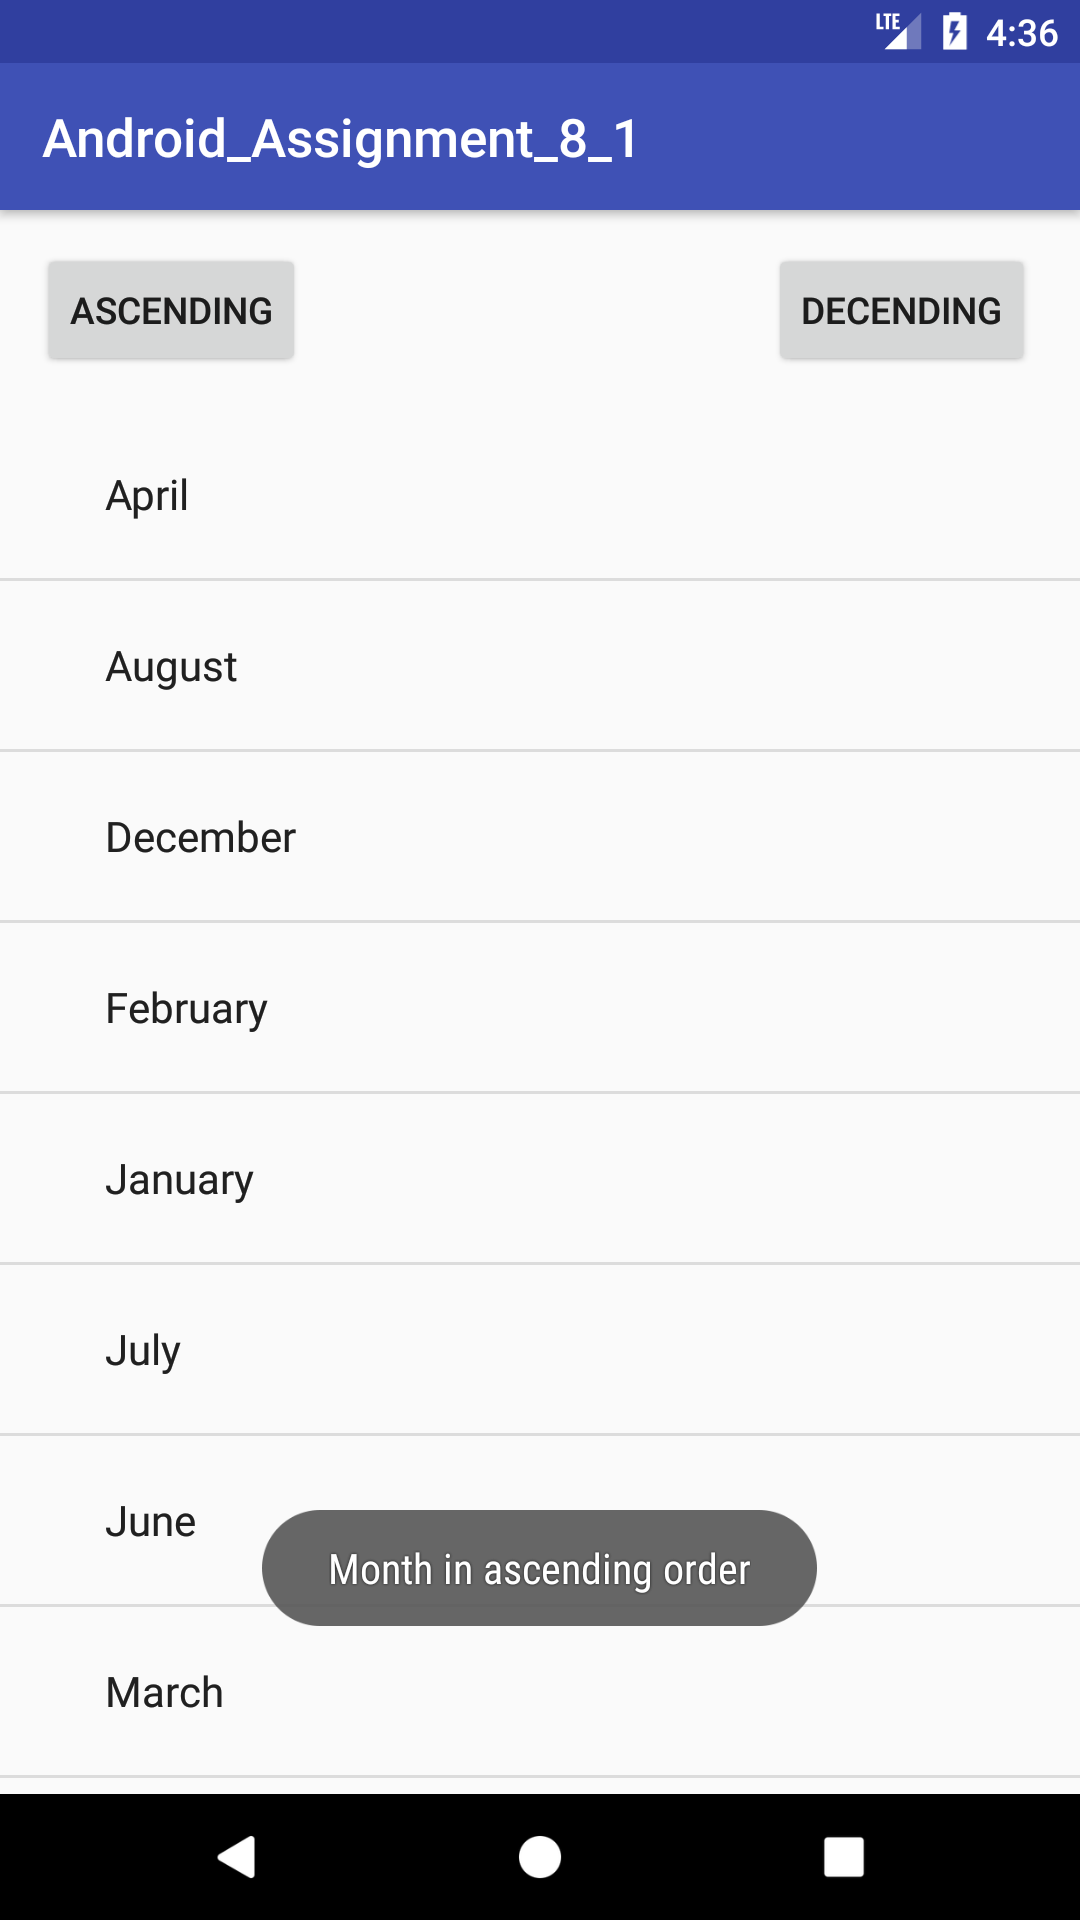 LTE 4:36
Android_Assignment_8_1
ASCENDING DECENDING
April
August
December
February
January
July
June
Month in ascending order
March